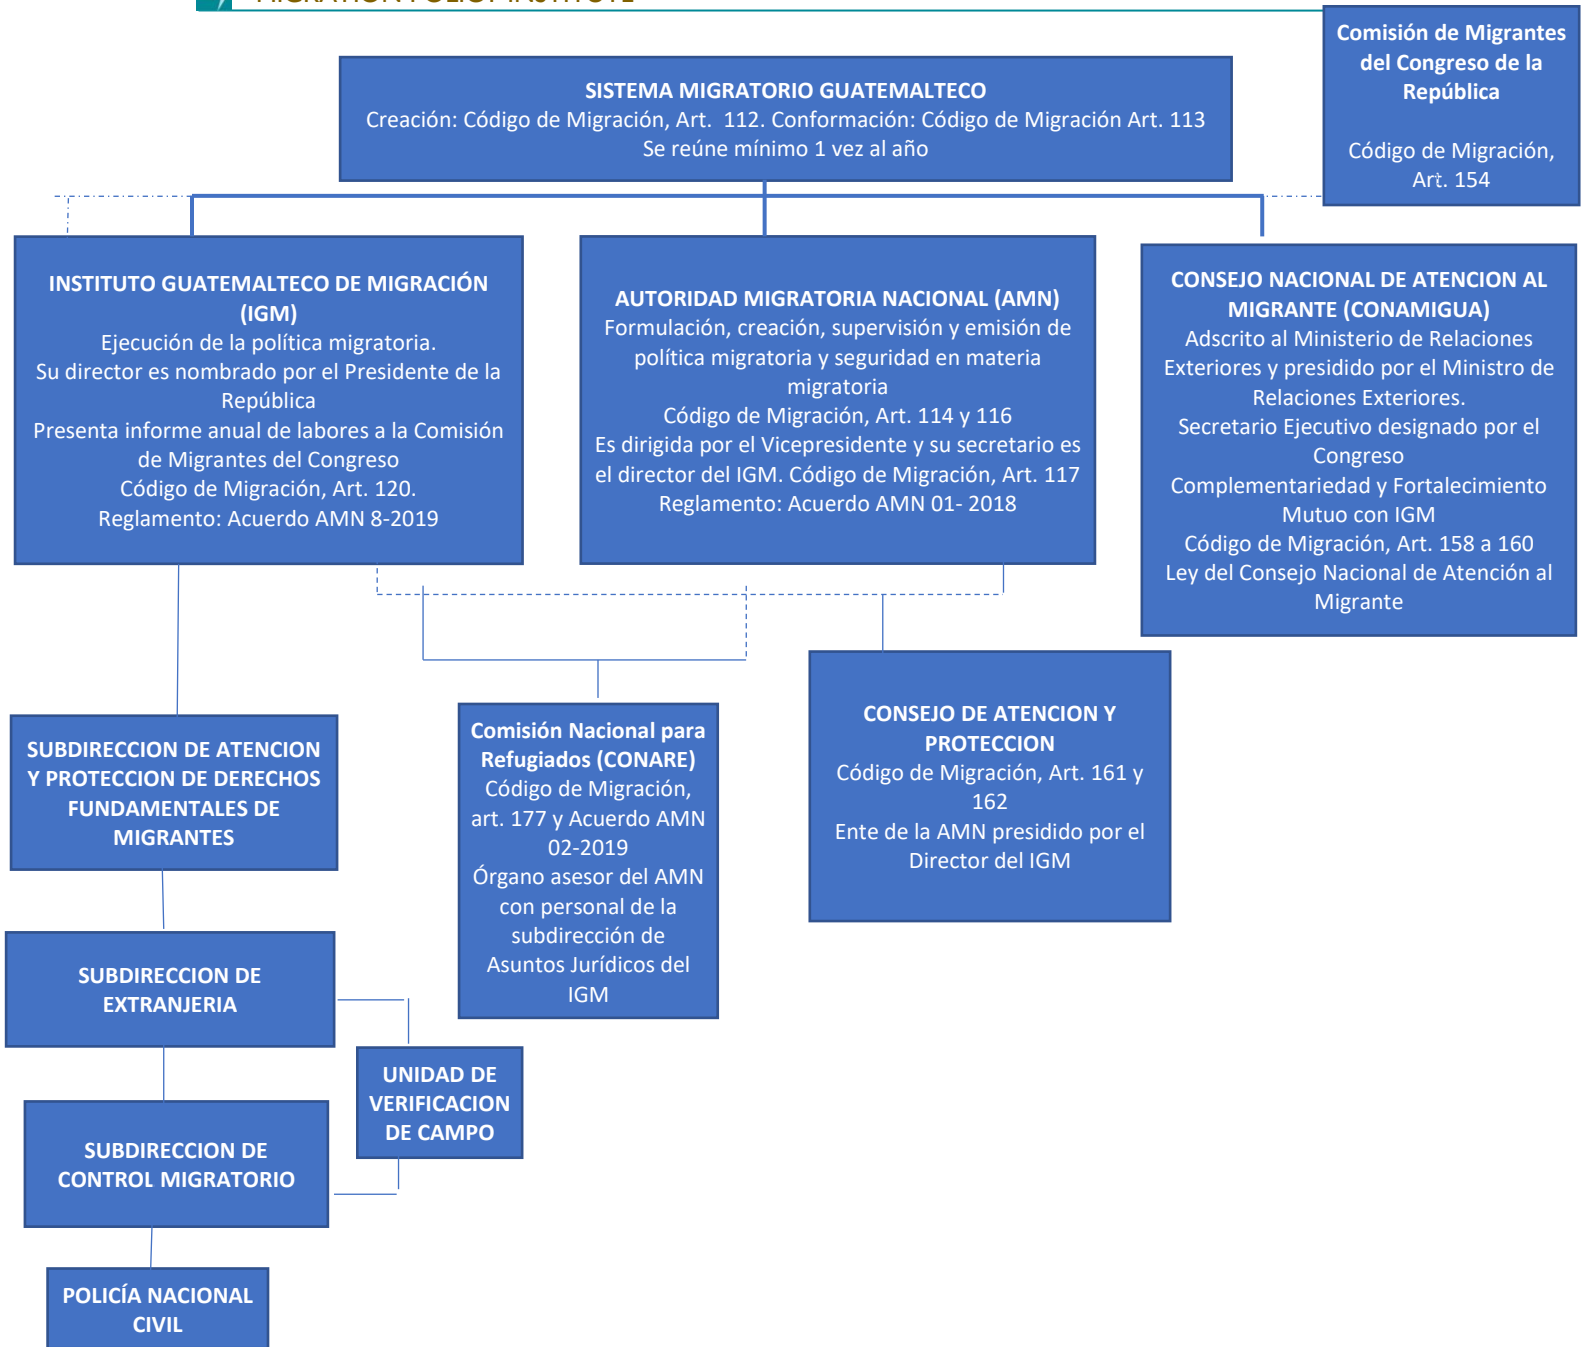 MIGRATION POLICY INSTITUTE
Comisión de Migrantes
del Congreso de la
República
Código de Migración,
Art. 154
SISTEMA MIGRATORIO GUATEMALTECO
Creación: Código de Migración, Art. 112. Conformación: Código de Migración Art. 113
Se reúne mínimo 1 vez al año
INSTITUTO GUATEMALTECO DE MIGRACIÓN
(IGM)
Ejecución de la política migratoria.
Su director es nombrado por el Presidente de la
República
Presenta informe anual de labores a la Comisión
de Migrantes del Congreso
Código de Migración, Art. 120.
Reglamento: Acuerdo AMN 8-2019
AUTORIDAD MIGRATORIA NACIONAL (AMN)
Formulación, creación, supervisión y emisión de
política migratoria y seguridad en materia
migratoria
Código de Migración, Art. 114 y 116
Es dirigida por el Vicepresidente y su secretario es
el director del IGM. Código de Migración, Art. 117
Reglamento: Acuerdo AMN 01- 2018
CONSEJO NACIONAL DE ATENCION AL
MIGRANTE (CONAMIGUA)
Adscrito al Ministerio de Relaciones
Exteriores y presidido por el Ministro de
Relaciones Exteriores.
Secretario Ejecutivo designado por el
Congreso
Complementariedad y Fortalecimiento
Mutuo con IGM
Código de Migración, Art. 158 a 160
Ley del Consejo Nacional de Atención al
Migrante
SUBDIRECCION DE ATENCION
Y PROTECCION DE DERECHOS
FUNDAMENTALES DE
MIGRANTES
Comisión Nacional para
Refugiados (CONARE)
Código de Migración,
art. 177 y Acuerdo AMN
02-2019
Órgano asesor del AMN
con personal de la
subdirección de
Asuntos Jurídicos del
IGM
CONSEJO DE ATENCION Y
PROTECCION
Código de Migración, Art. 161 y
162
Ente de la AMN presidido por el
Director del IGM
SUBDIRECCION DE
EXTRANJERIA
UNIDAD DE
VERIFICACION
DE CAMPO
SUBDIRECCION DE
CONTROL MIGRATORIO
POLICÍA NACIONAL
CIVIL